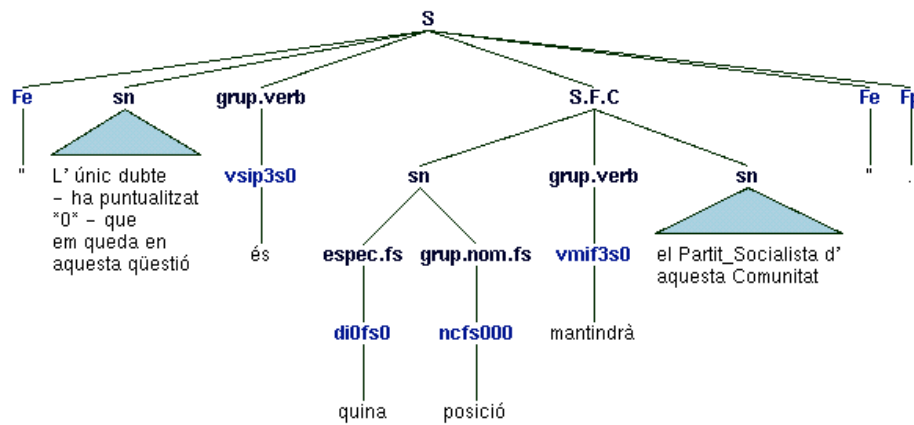 S
Fe sn grup.verb S.F.C Fe Fp
" L' únic dubte vsip3s0 sn grup.verb sn " .
– ha puntualitzat
*0* – que
em queda en
aquesta qüestió
és espec.fs grup.nom.fs vmif3s0 el Partit_Socialista d'
aquesta Comunitat
di0fs0 ncfs000 mantindrà
quina posició